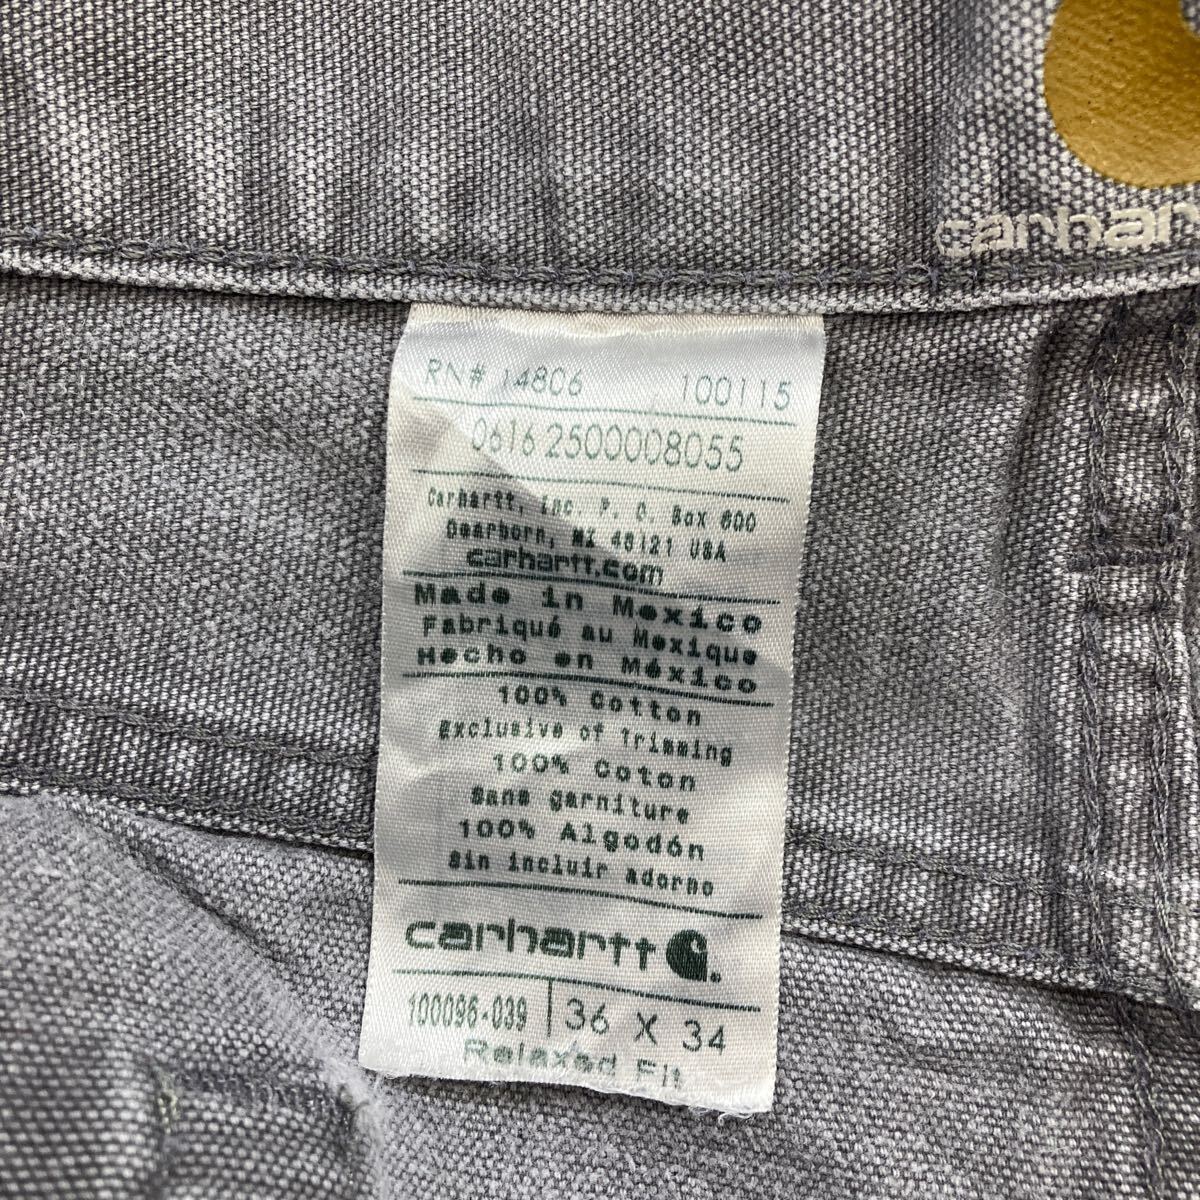 carhar
RN# 14806 100115
0616 2500008055
Carhartt, Inc. P. O. Box 600
Dearborn, MI 48121 USA
carhartt.com
Made in Mexico
Fabriqué au Mexique
Hecho en México
100% Cotton
Exclusive of Trimming
100% Coton
Sans garniture
100% Algodón
Sin incluir adorno
carhartt
100096-039 36 X 34
Relaxed Fit